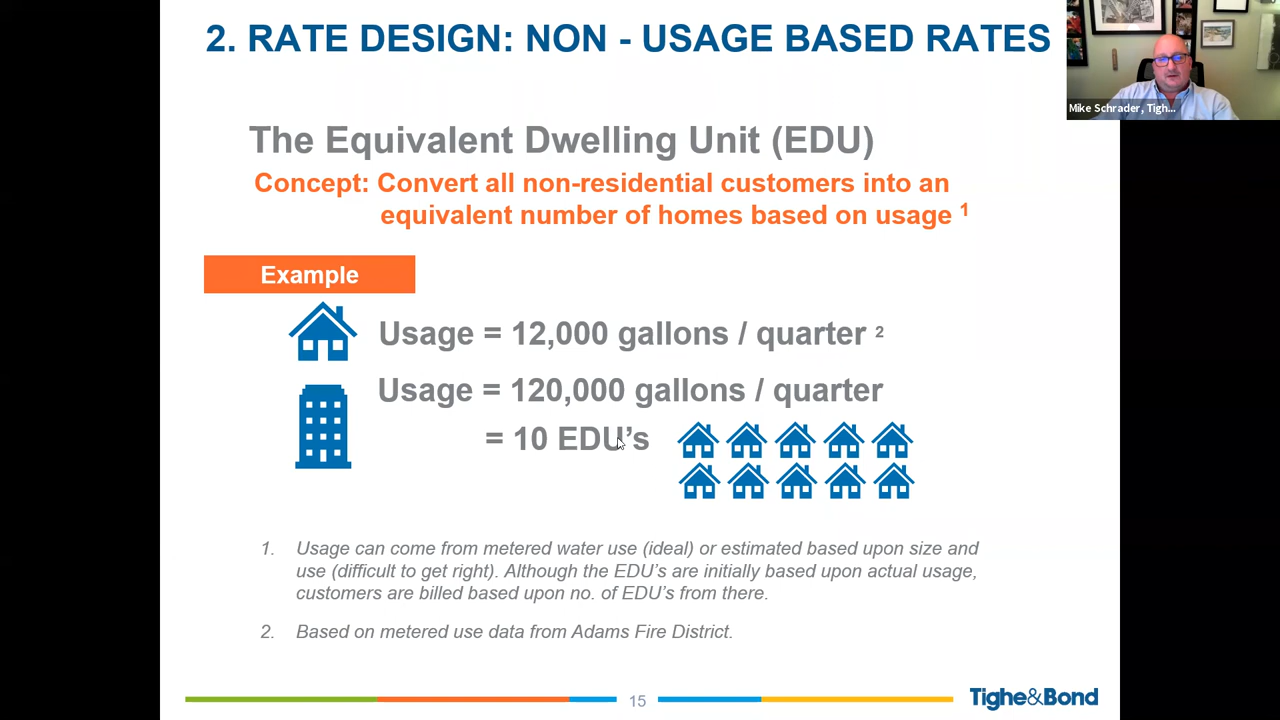 2. RATE DESIGN: NON - USAGE BASED RATES
Mike Schrader, Tigh...
The Equivalent Dwelling Unit (EDU)
Concept: Convert all non-residential customers into an
equivalent number of homes based on usage 1
Example
Usage = 12,000 gallons / quarter 2
Usage = 120,000 gallons / quarter
= 10 EDU's
1. Usage can come from metered water use (ideal) or estimated based upon size and
use (difficult to get right). Although the EDU's are initially based upon actual usage,
customers are billed based upon no. of EDU's from there.
2. Based on metered use data from Adams Fire District.
15
Tighe&Bond